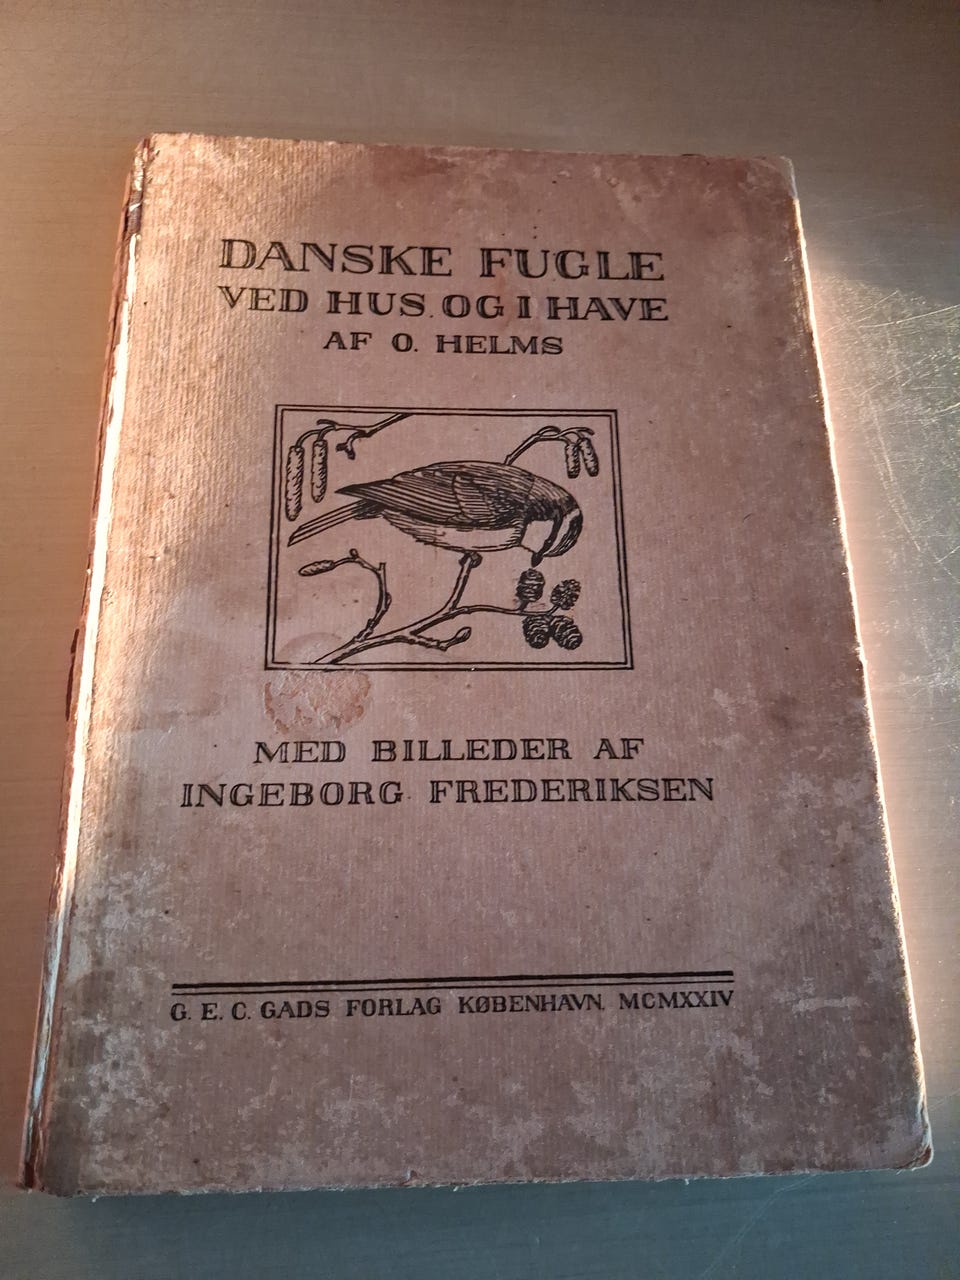 DANSKE FUGLE
VED HUS OG I HAVE
AF O. HELMS
MED BILLEDER AF
INGEBORG FREDERIKSEN
G. E. C. GADS FORLAG KØBENHAVN. MCMXXIV